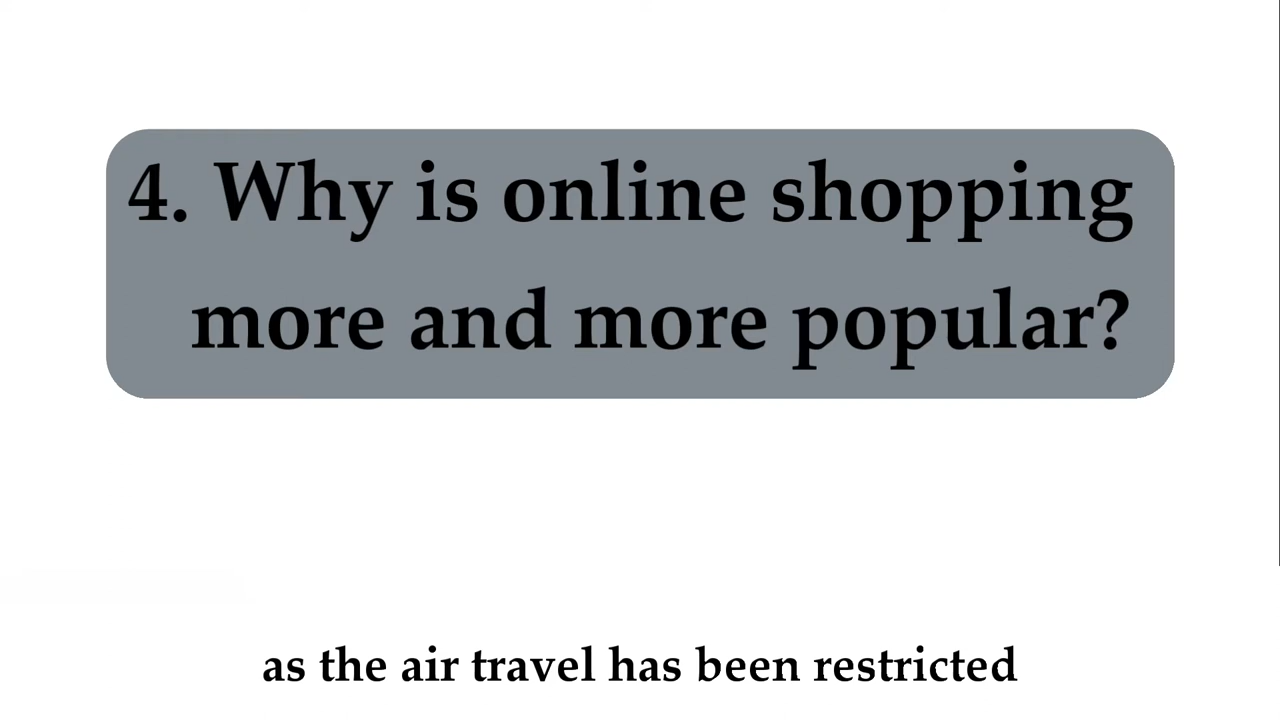 4. Why is online shopping
more and more popular?
as the air travel has been restricted